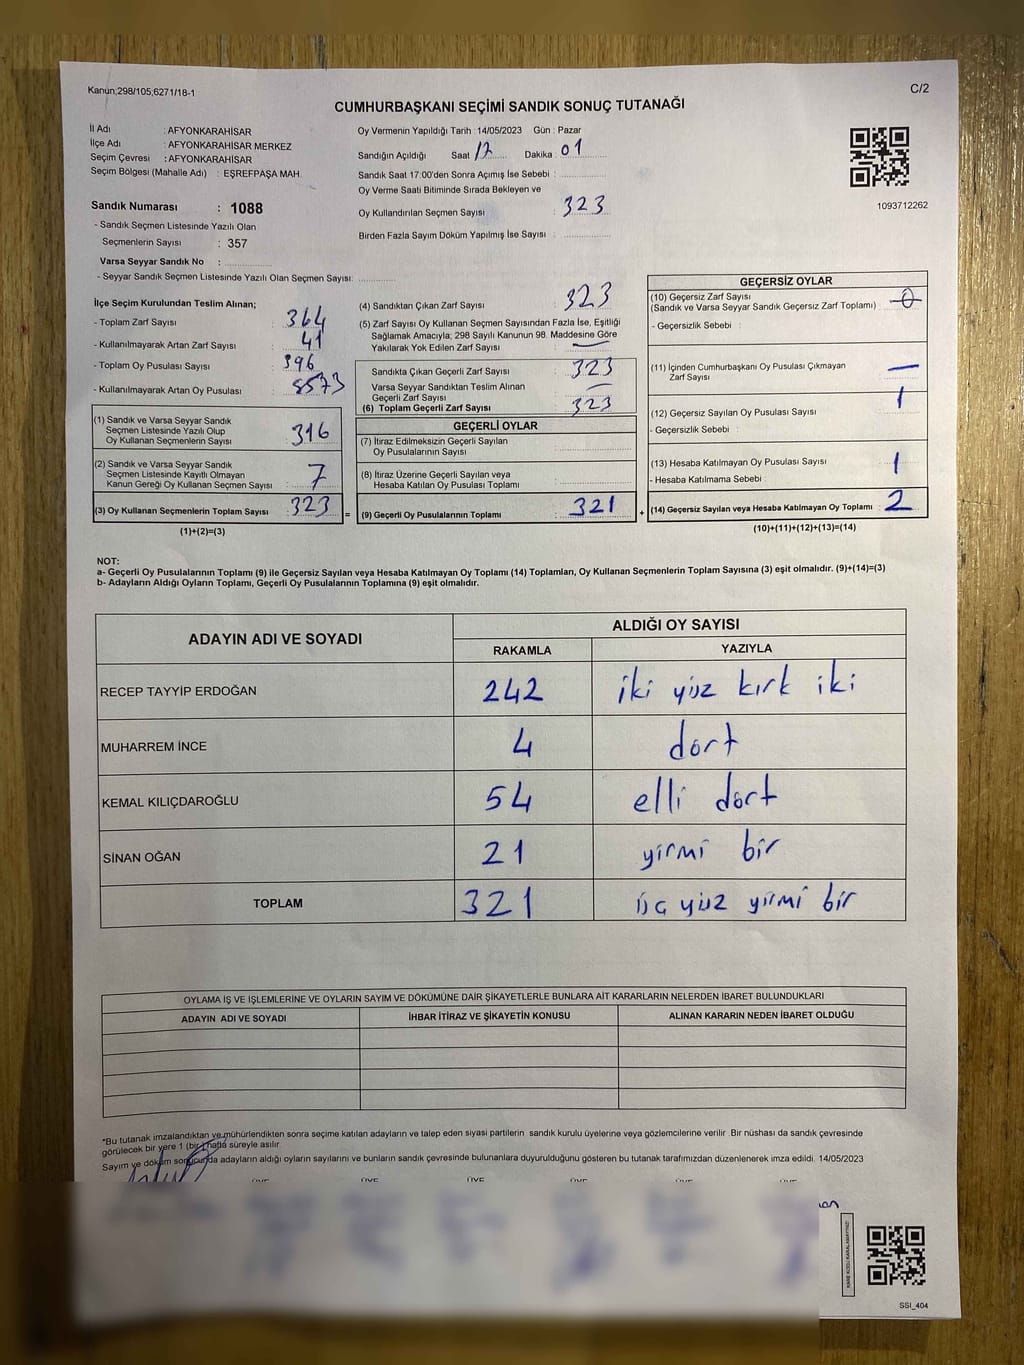 Kanun;298/105;6271/18-1
C/2
CUMHURBAŞKANI SEÇİMİ SANDIK SONUÇ TUTANAĞI
İl Adı : AFYONKARAHİSAR
İlçe Adı : AFYONKARAHİSAR MERKEZ
Seçim Çevresi : AFYONKARAHİSAR
Seçim Bölgesi (Mahalle Adı) : EŞREFPAŞA MAH.
Sandık Numarası : 1088
- Sandık Seçmen Listesinde Yazılı Olan
Seçmenlerin Sayısı : 357
Varsa Seyyar Sandık No :
- Seyyar Sandık Seçmen Listesinde Yazılı Olan Seçmen Sayısı:
Oy Vermenin Yapıldığı Tarih : 14/05/2023 Gün : Pazar
Sandığın Açıldığı Saat 17 Dakika : 01
Sandık Saat 17:00'den Sonra Açımış İse Sebebi :
Oy Verme Saati Bitiminde Sırada Bekleyen ve
Oy Kullandırılan Seçmen Sayısı : 323
Birden Fazla Sayım Döküm Yapılmış İse Sayısı :
1093712262
İlçe Seçim Kurulundan Teslim Alınan;
- Toplam Zarf Sayısı : 364
- Kullanılmayarak Artan Zarf Sayısı : 41
- Toplam Oy Pusulası Sayısı : 396
- Kullanılmayarak Artan Oy Pusulası :
(1) Sandık ve Varsa Seyyar Sandık
Seçmen Listesinde Yazılı Olup
Oy Kullanan Seçmenlerin Sayısı : 316
(2) Sandık ve Varsa Seyyar Sandık
Seçmen Listesinde Kayıtlı Olmayan
Kanun Gereği Oy Kullanan Seçmen Sayısı : 7
(3) Oy Kullanan Seçmenlerin Toplam Sayısı : 323 =
(1)+(2)=(3)
(4) Sandıktan Çıkan Zarf Sayısı : 323
(5) Zarf Sayısı Oy Kullanan Seçmen Sayısından Fazla İse, Eşitliği
Sağlamak Amacıyla; 298 Sayılı Kanunun 98. Maddesine Göre
Yakılarak Yok Edilen Zarf Sayısı : —
Sandıkta Çıkan Geçerli Zarf Sayısı : 323
Varsa Seyyar Sandıktan Teslim Alınan
Geçerli Zarf Sayısı : —
(6) Toplam Geçerli Zarf Sayısı : 323
GEÇERLİ OYLAR
(7) İtiraz Edilmeksizin Geçerli Sayılan
Oy Pusulalarının Sayısı :
(8) İtiraz Üzerine Geçerli Sayılan veya
Hesaba Katılan Oy Pusulası Toplamı :
(9) Geçerli Oy Pusulalarının Toplamı : 321 +
GEÇERSİZ OYLAR
(10) Geçersiz Zarf Sayısı
(Sandık ve Varsa Seyyar Sandık Geçersiz Zarf Toplamı) : 0
- Geçersizlik Sebebi :
(11) İçinden Cumhurbaşkanı Oy Pusulası Çıkmayan
Zarf Sayısı : —
(12) Geçersiz Sayılan Oy Pusulası Sayısı : 1
- Geçersizlik Sebebi :
(13) Hesaba Katılmayan Oy Pusulası Sayısı : 1
- Hesaba Katılmama Sebebi :
(14) Geçersiz Sayılan veya Hesaba Katılmayan Oy Toplamı : 2
(10)+(11)+(12)+(13)=(14)
NOT:
a- Geçerli Oy Pusulalarının Toplamı (9) ile Geçersiz Sayılan veya Hesaba Katılmayan Oy Toplamı (14) Toplamları, Oy Kullanan Seçmenlerin Toplam Sayısına (3) eşit olmalıdır. (9)+(14)=(3)
b- Adayların Aldığı Oyların Toplamı, Geçerli Oy Pusulalarının Toplamına (9) eşit olmalıdır.
ADAYIN ADI VE SOYADI
ALDIĞI OY SAYISI
RAKAMLA YAZIYLA
RECEP TAYYİP ERDOĞAN 242 iki yüz kırk iki
MUHARREM İNCE 4 dört
KEMAL KILIÇDAROĞLU 54 elli dört
SİNAN OĞAN 21 yirmi bir
TOPLAM 321 üç yüz yirmi bir
OYLAMA İŞ VE İŞLEMLERİNE VE OYLARIN SAYIM VE DÖKÜMÜNE DAİR ŞİKAYETLERLE BUNLARA AİT KARARLARIN NELERDEN İBARET BULUNDUKLARI
ADAYIN ADI VE SOYADI İHBAR İTİRAZ VE ŞİKAYETİN KONUSU ALINAN KARARIN NEDEN İBARET OLDUĞU
*Bu tutanak imzalandıktan ve mühürlendikten sonra seçime katılan adayların ve talep eden siyasi partilerin sandık kurulu üyelerine veya gözlemcilerine verilir. Bir nüshası da sandık çevresinde
görülecek bir yere 1 (bir) hafta süreyle asılır.
Sayım ve döküm sonucunda adayların aldığı oyların sayılarını ve bunların sandık çevresinde bulunanlara duyurulduğunu gösteren bu tutanak tarafımızdan düzenlenerek imza edildi. 14/05/2023
SSI_404